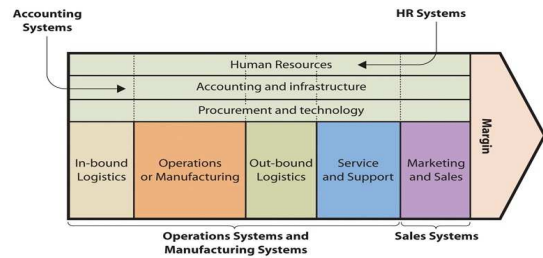 Accounting
Systems
HR Systems
Human Resources
Accounting and infrastructure
Procurement and technology
In-bound
Logistics
Operations
or Manufacturing
Out-bound
Logistics
Service
and Support
Marketing
and Sales
Margin
Operations Systems and
Manufacturing Systems
Sales Systems